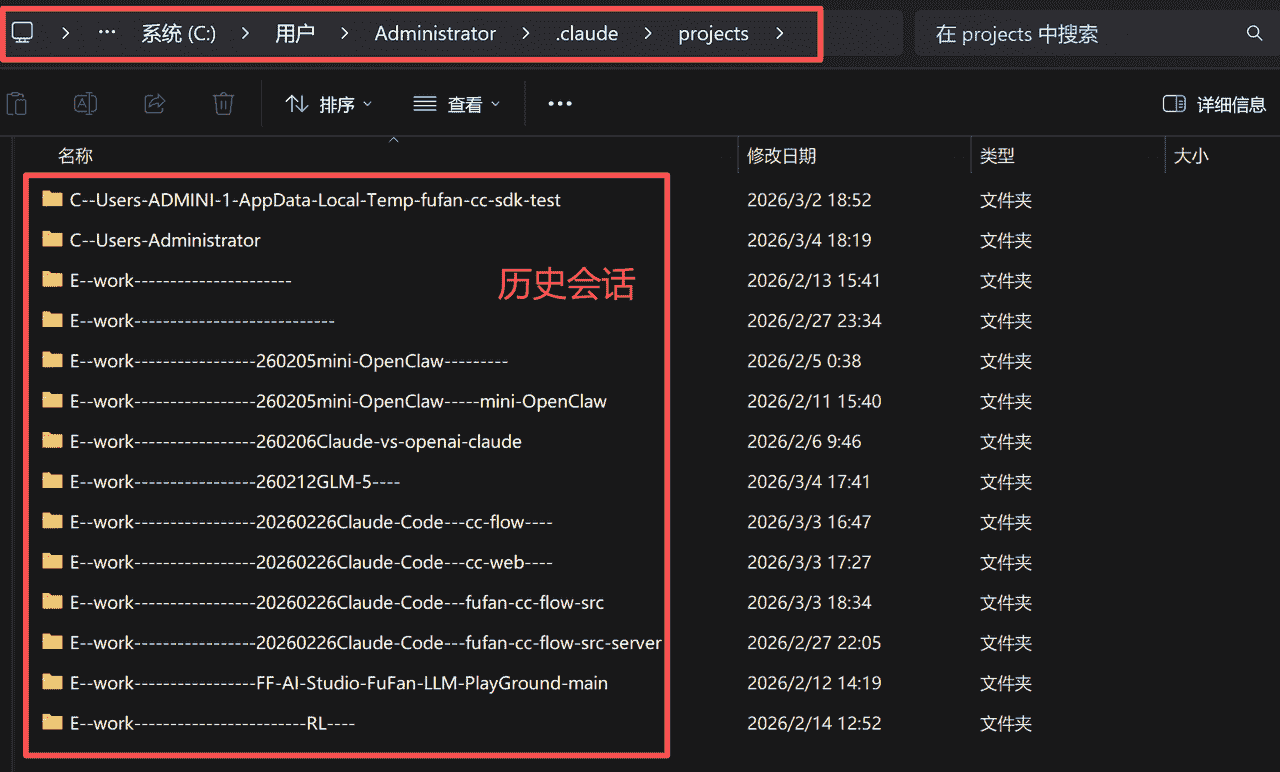 … 系统 (C:) 用户 Administrator .claude projects 在 projects 中搜索
排序 查看 … 详细信息
名称 修改日期 类型 大小
C--Users-ADMINI-1-AppData-Local-Temp-fufan-cc-sdk-test 2026/3/2 18:52 文件夹
C--Users-Administrator 2026/3/4 18:19 文件夹
E--work---------------------- 2026/2/13 15:41 文件夹
历史会话
E--work---------------------------- 2026/2/27 23:34 文件夹
E--work-----------------260205mini-OpenClaw--------- 2026/2/5 0:38 文件夹
E--work-----------------260205mini-OpenClaw-----mini-OpenClaw 2026/2/11 15:40 文件夹
E--work-----------------260206Claude-vs-openai-claude 2026/2/6 9:46 文件夹
E--work-----------------260212GLM-5---- 2026/3/4 17:41 文件夹
E--work-----------------20260226Claude-Code---cc-flow---- 2026/3/3 16:47 文件夹
E--work-----------------20260226Claude-Code---cc-web---- 2026/3/3 17:27 文件夹
E--work-----------------20260226Claude-Code---fufan-cc-flow-src 2026/3/3 18:34 文件夹
E--work-----------------20260226Claude-Code---fufan-cc-flow-src-server 2026/2/27 22:05 文件夹
E--work-----------------FF-AI-Studio-FuFan-LLM-PlayGround-main 2026/2/12 14:19 文件夹
E--work------------------------RL---- 2026/2/14 12:52 文件夹